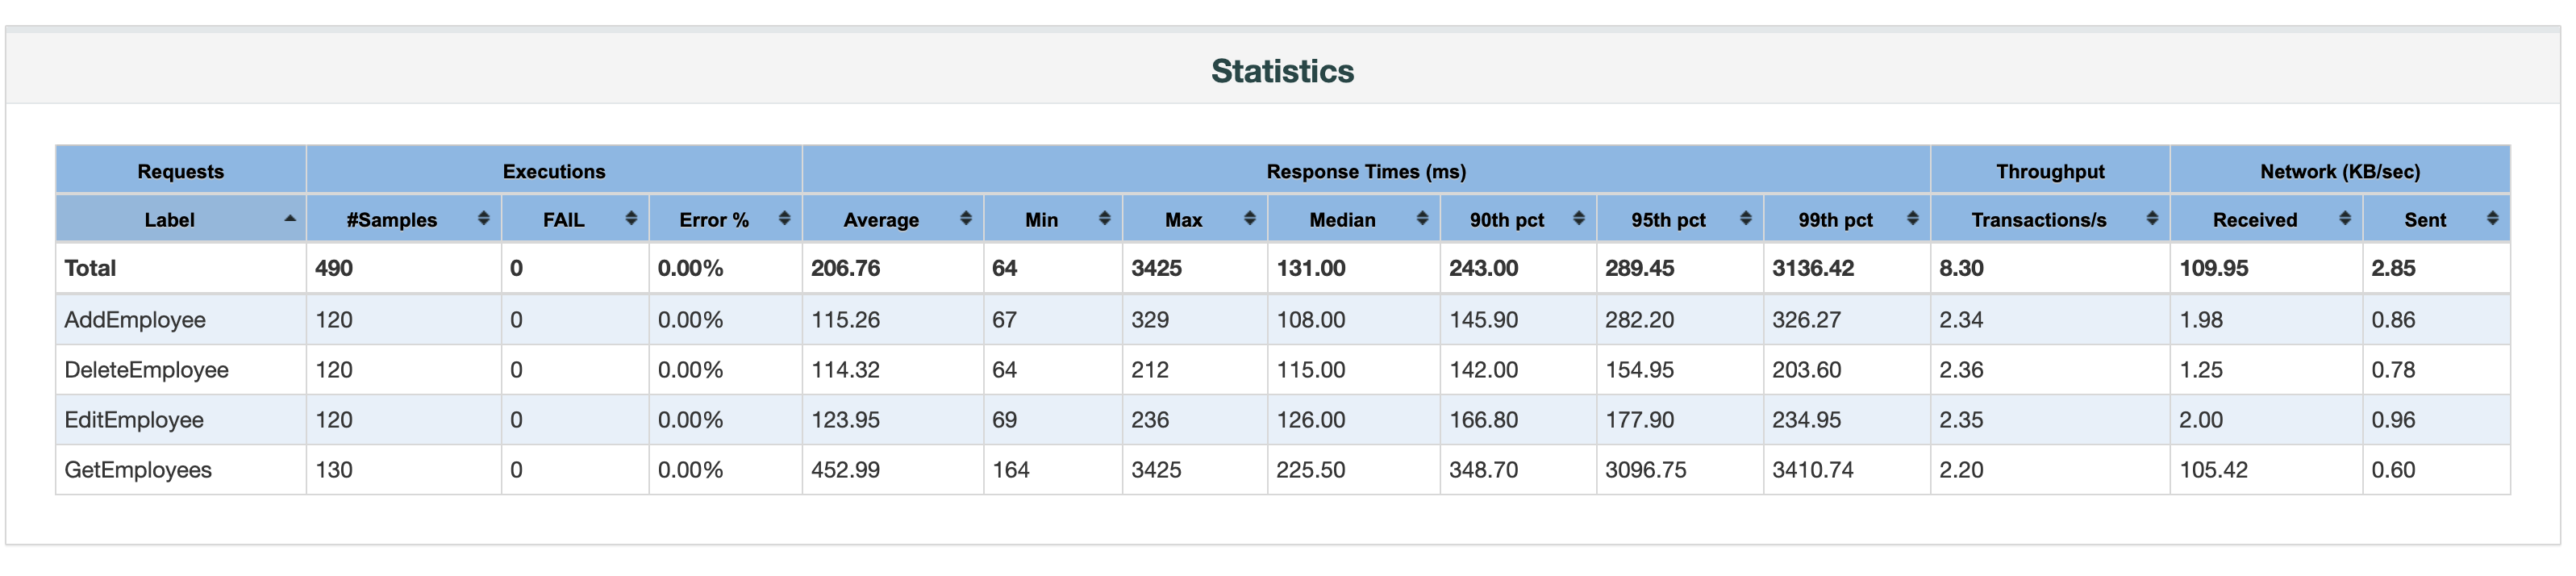 Statistics
Requests Executions Response Times (ms) Throughput Network (KB/sec)
Label #Samples FAIL Error % Average Min Max Median 90th pct 95th pct 99th pct Transactions/s Received Sent
Total 490 0 0.00% 206.76 64 3425 131.00 243.00 289.45 3136.42 8.30 109.95 2.85
AddEmployee 120 0 0.00% 115.26 67 329 108.00 145.90 282.20 326.27 2.34 1.98 0.86
DeleteEmployee 120 0 0.00% 114.32 64 212 115.00 142.00 154.95 203.60 2.36 1.25 0.78
EditEmployee 120 0 0.00% 123.95 69 236 126.00 166.80 177.90 234.95 2.35 2.00 0.96
GetEmployees 130 0 0.00% 452.99 164 3425 225.50 348.70 3096.75 3410.74 2.20 105.42 0.60